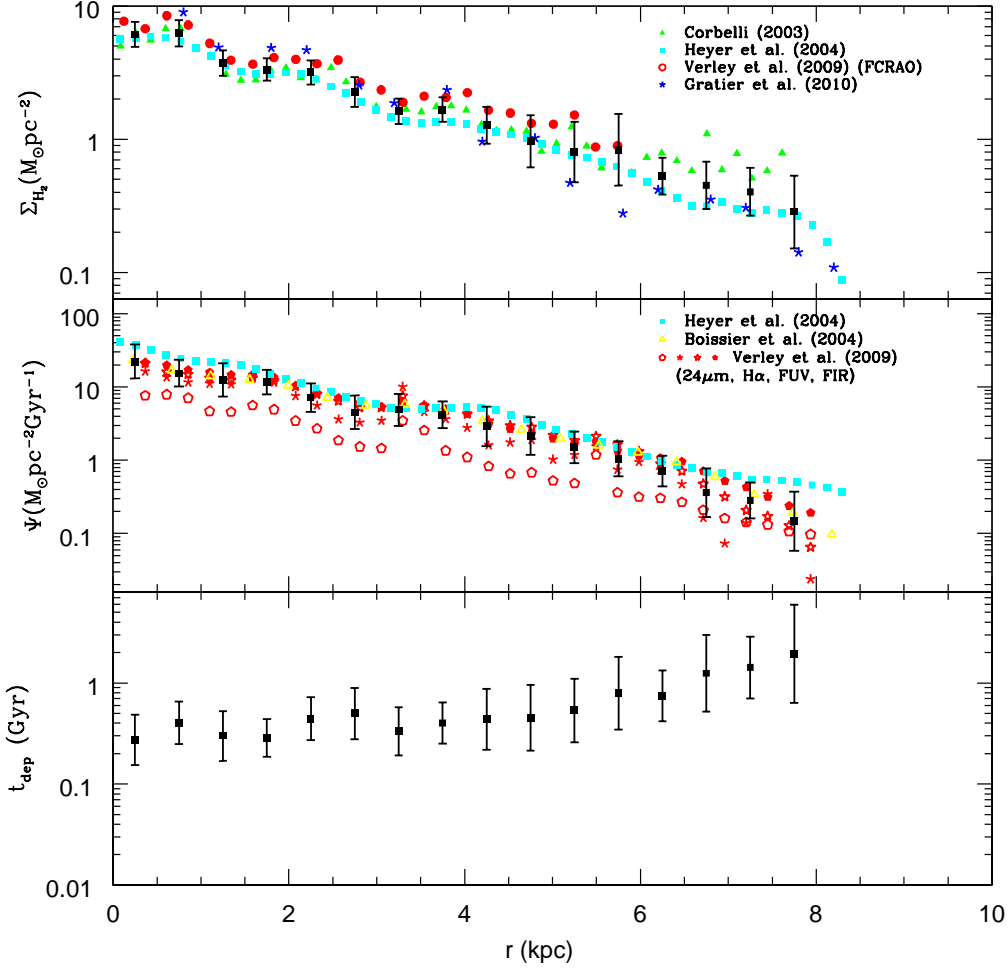 10
1
0.1
Σ_H₂(M⊙pc⁻²)
Corbelli (2003)
Heyer et al. (2004)
Verley et al. (2009) (FCRAO)
Gratier et al. (2010)
100
10
1
0.1
Ψ(M⊙pc⁻²Gyr⁻¹)
Heyer et al. (2004)
Boissier et al. (2004)
Verley et al. (2009)
(24μm, Hα, FUV, FIR)
1
0.1
0.01
t_dep (Gyr)
0 2 4 6 8 10
r (kpc)